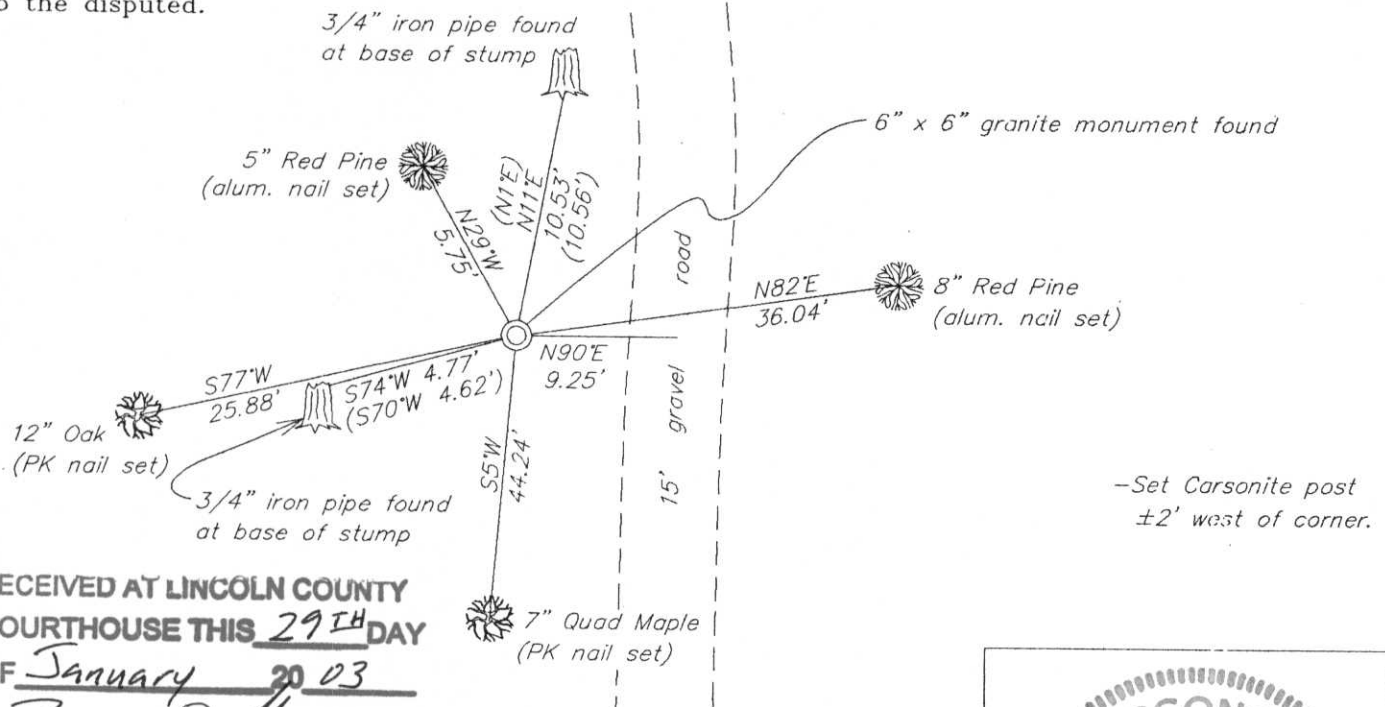 the disputed.
3/4" iron pipe found
at base of stump
6" x 6" granite monument found
5" Red Pine
(alum. nail set)
(N1°E)
N11°E
10.53'
(10.56')
N29°W
5.75'
road
N82°E
36.04'
8" Red Pine
(alum. nail set)
N90°E
9.25'
S77°W
25.88'
S74°W 4.77'
(S70°W 4.62')
12" Oak
(PK nail set)
S5°W
44.24'
15' gravel
3/4" iron pipe found
at base of stump
-Set Carsonite post
±2' west of corner.
ECEIVED AT LINCOLN COUNTY
OURTHOUSE THIS 29TH DAY
F January 2003
7" Quad Maple
(PK nail set)